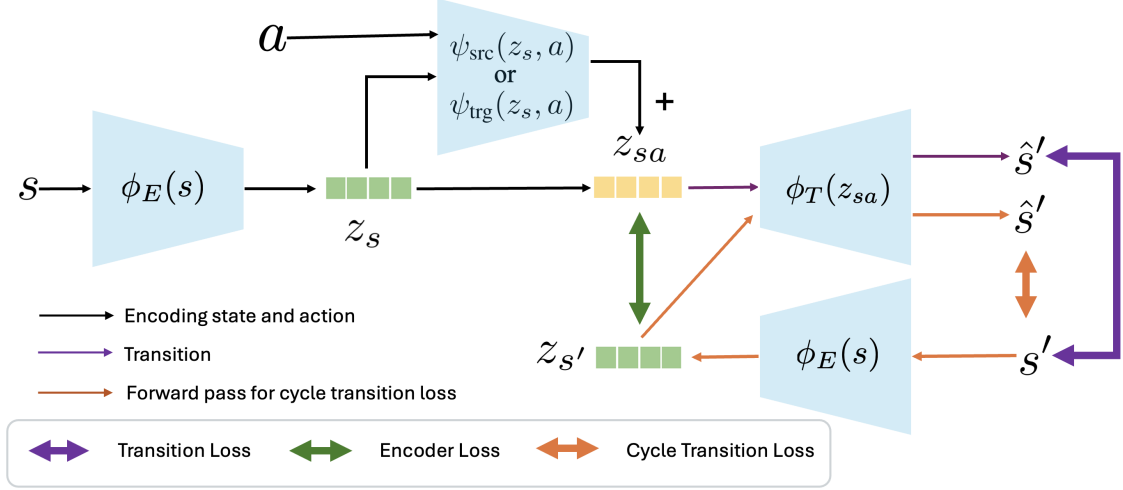 a
ψ_src(z_s, a)
or
ψ_trg(z_s, a)
+
z_sa
s
ϕ_E(s)
z_s
ϕ_T(z_sa)
ŝ′
ŝ′
z_s′
ϕ_E(s)
s′
Encoding state and action
Transition
Forward pass for cycle transition loss
Transition Loss
Encoder Loss
Cycle Transition Loss